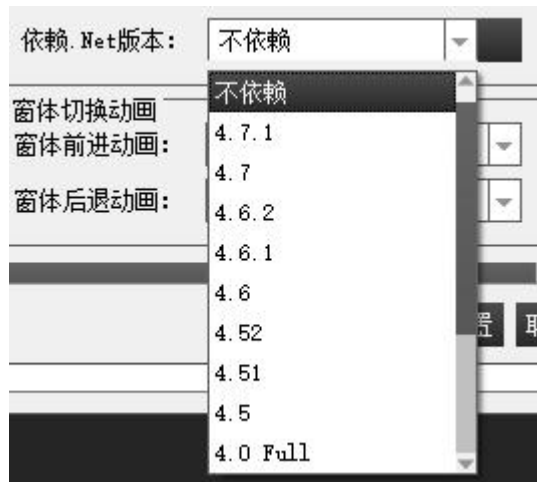 依赖.Net版本: 不依赖
不依赖
窗体切换动画
4.7.1
窗体前进动画:
4.7
窗体后退动画:
4.6.2
4.6.1
4.6
4.52
置
4.51
4.5
4.0 Full